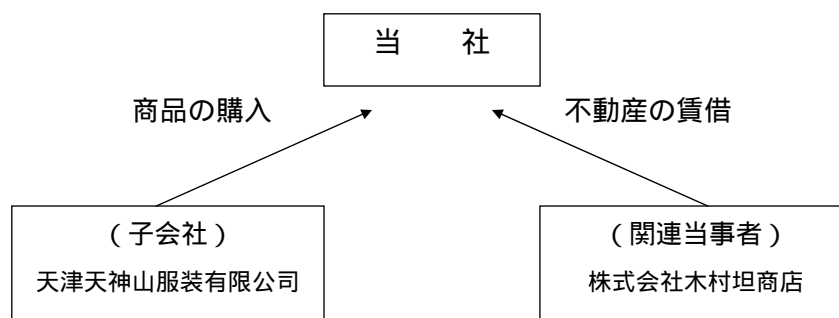 当　　社
商品の購入
不動産の賃借
（子会社）
天津天神山服装有限公司
（関連当事者）
株式会社木村坦商店